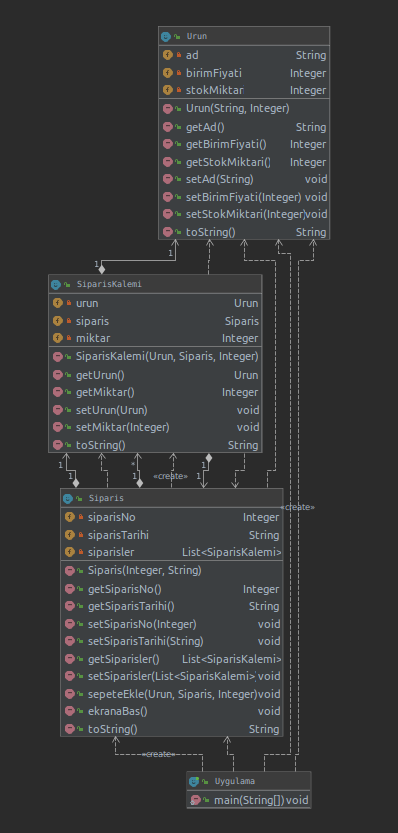 Urun
ad String
birimFiyati Integer
stokMiktar Integer
Urun(String, Integer)
getAd() String
getBirimFiyati() Integer
getStokMiktari() Integer
setAd(String) void
setBirimFiyati(Integer) void
setStokMiktari(Integer) void
toString() String
1
1
SiparisKalemi
urun Urun
siparis Siparis
miktar Integer
SiparisKalemi(Urun, Siparis, Integer)
getUrun() Urun
getMiktar() Integer
setUrun(Urun) void
setMiktar(Integer) void
toString() String
1 * 1
1 1 «create» 1
Siparis
siparisNo Integer
«create»
siparisTarihi String
siparisler List<SiparisKalemi>
Siparis(Integer, String)
getSiparisNo() Integer
getSiparisTarihi() String
setSiparisNo(Integer) void
setSiparisTarihi(String) void
getSiparisler() List<SiparisKalemi>
setSiparisler(List<SiparisKalemi>) void
sepeteEkle(Urun, Siparis, Integer) void
ekranaBas() void
toString() String
«create»
Uygulama
main(String[]) void